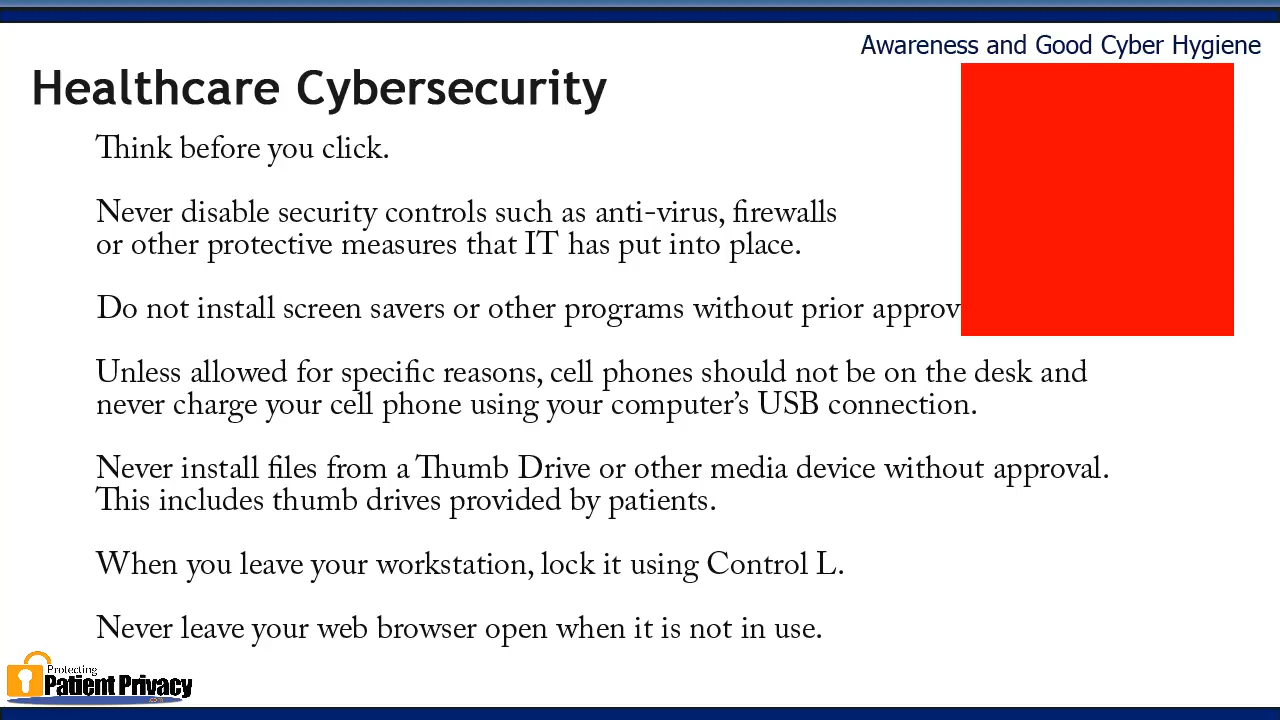 Awareness and Good Cyber Hygiene
Healthcare Cybersecurity
Think before you click.
Never disable security controls such as anti-virus, firewalls
or other protective measures that IT has put into place.
Do not install screen savers or other programs without prior
Unless allowed for specific reasons, cell phones should not be on the desk and
never charge your cell phone using your computer's USB connection.
Never install files from a Thumb Drive or other media device without approval.
This includes thumb drives provided by patients.
When you leave your workstation, lock it using Control L.
Never leave your web browser open when it is not in use.
Protecting
Patient Privacy
.com